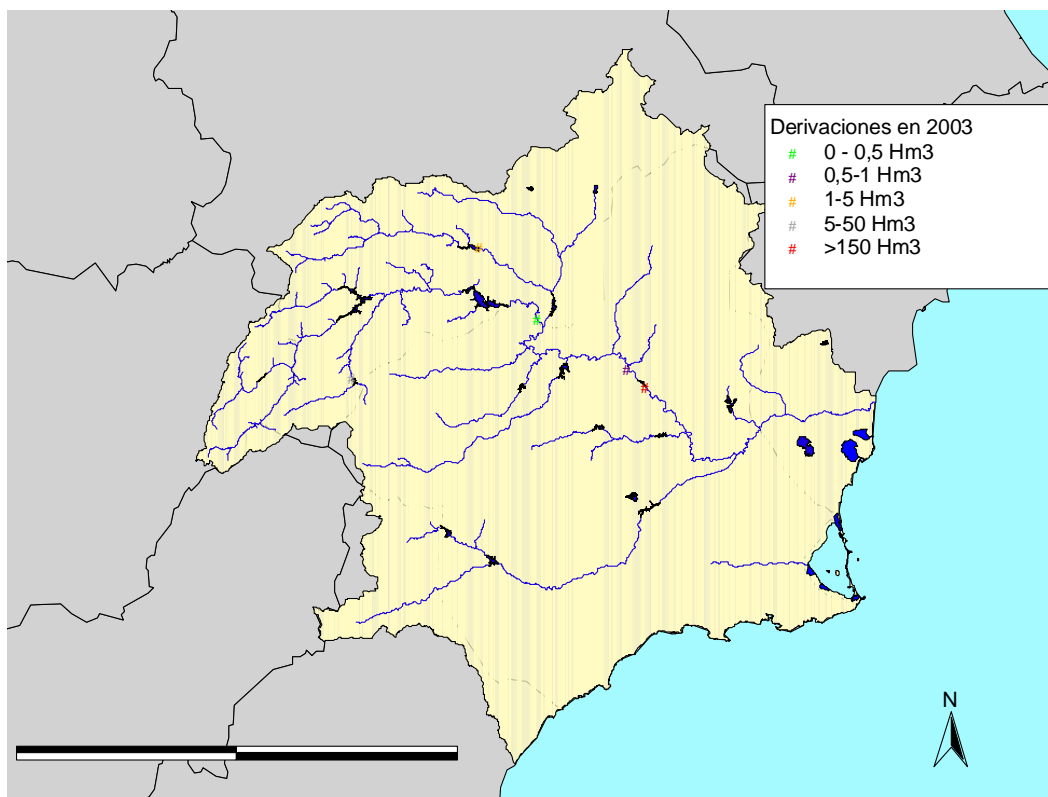 Derivaciones en 2003
# 0 - 0,5 Hm3
# 0,5-1 Hm3
# 1-5 Hm3
# 5-50 Hm3
# >150 Hm3
N